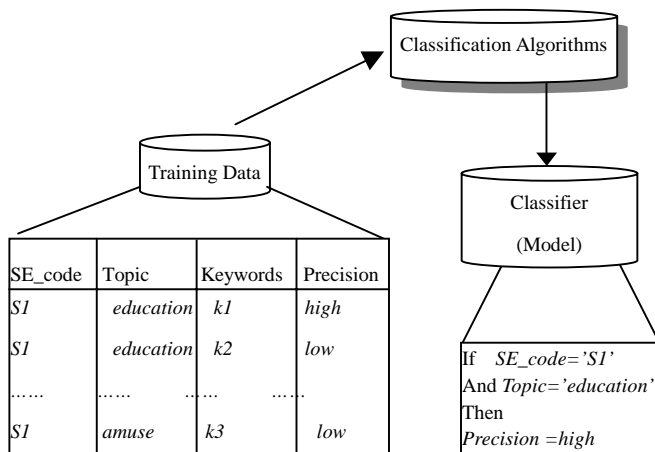 Classification Algorithms
Training Data
Classifier
(Model)
SE_code Topic Keywords Precision
S1 education k1 high
S1 education k2 low
…… …… …… ……
S1 amuse k3 low
If SE_code='S1'
And Topic='education'
Then
Precision =high